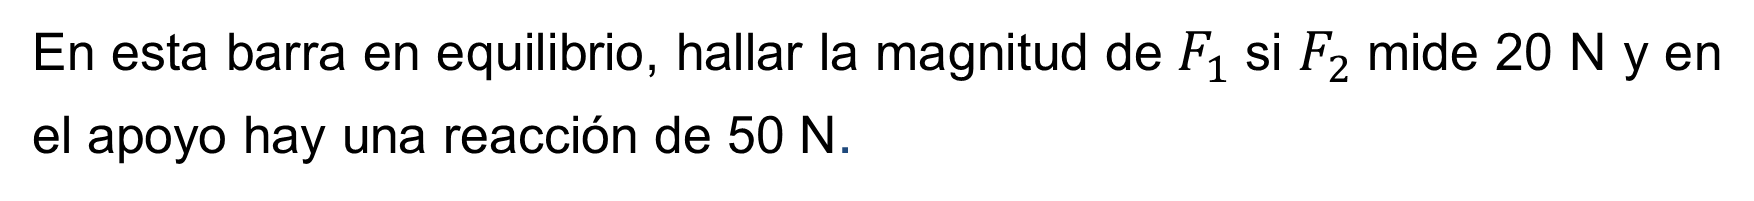 En esta barra en equilibrio, hallar la magnitud de F₁ si F₂ mide 20 N y en
el apoyo hay una reacción de 50 N.